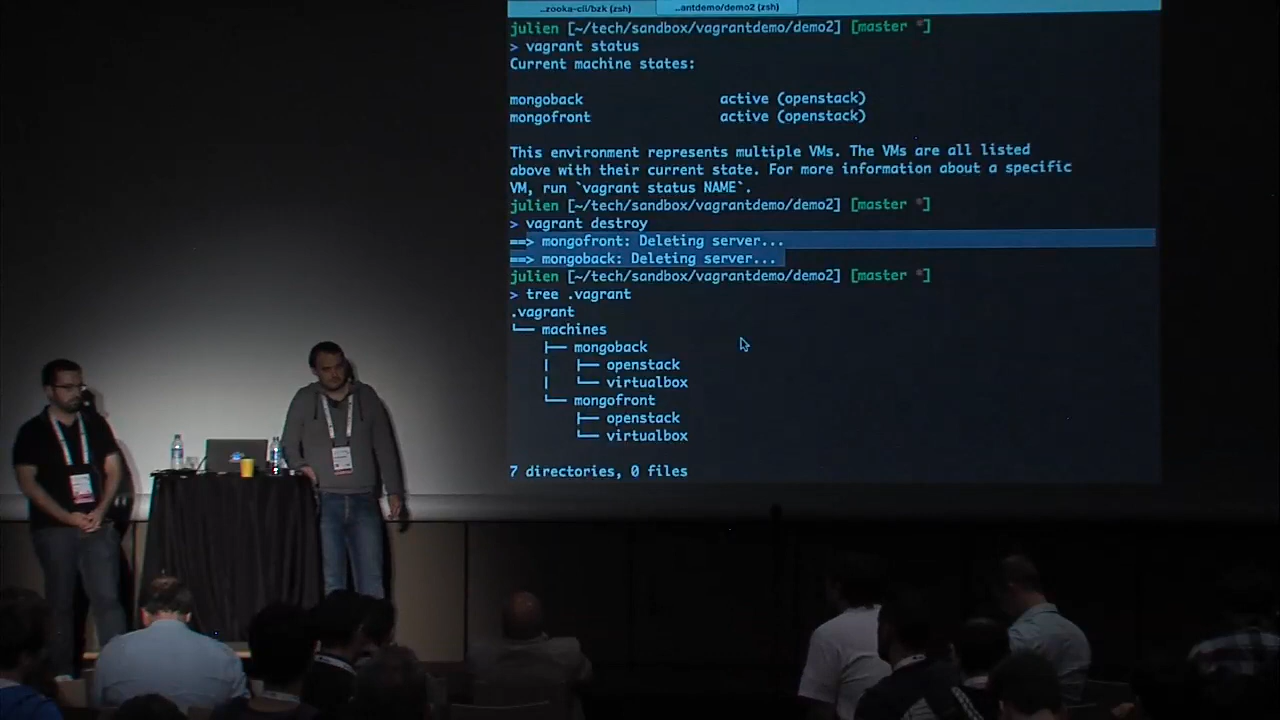 …zooka-cli/bzk (zsh)
…antdemo/demo2 (zsh)
julien [~/tech/sandbox/vagrantdemo/demo2] [master *]
> vagrant status
Current machine states:
mongoback active (openstack)
mongofront active (openstack)
This environment represents multiple VMs. The VMs are all listed
above with their current state. For more information about a specific
VM, run `vagrant status NAME`.
julien [~/tech/sandbox/vagrantdemo/demo2] [master *]
> vagrant destroy
==> mongofront: Deleting server...
==> mongoback: Deleting server...
julien [~/tech/sandbox/vagrantdemo/demo2] [master *]
> tree .vagrant
.vagrant
└── machines
├── mongoback
│ ├── openstack
│ └── virtualbox
└── mongofront
├── openstack
└── virtualbox
7 directories, 0 files